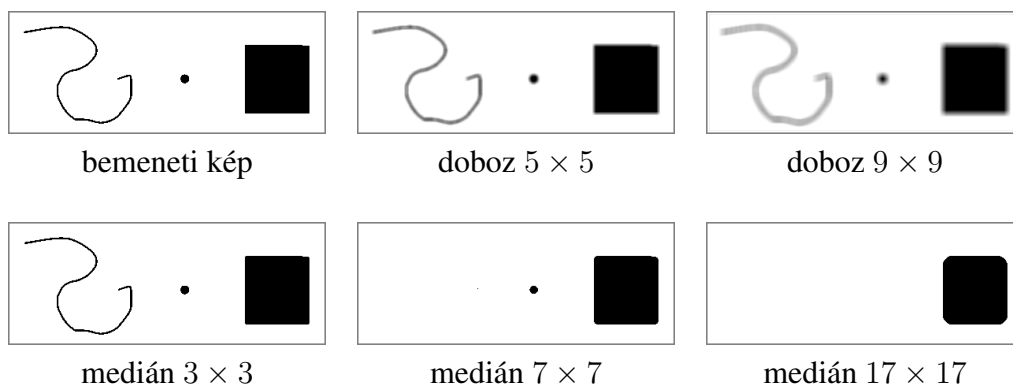 bemeneti kép
doboz 5 × 5
doboz 9 × 9
medián 3 × 3
medián 7 × 7
medián 17 × 17